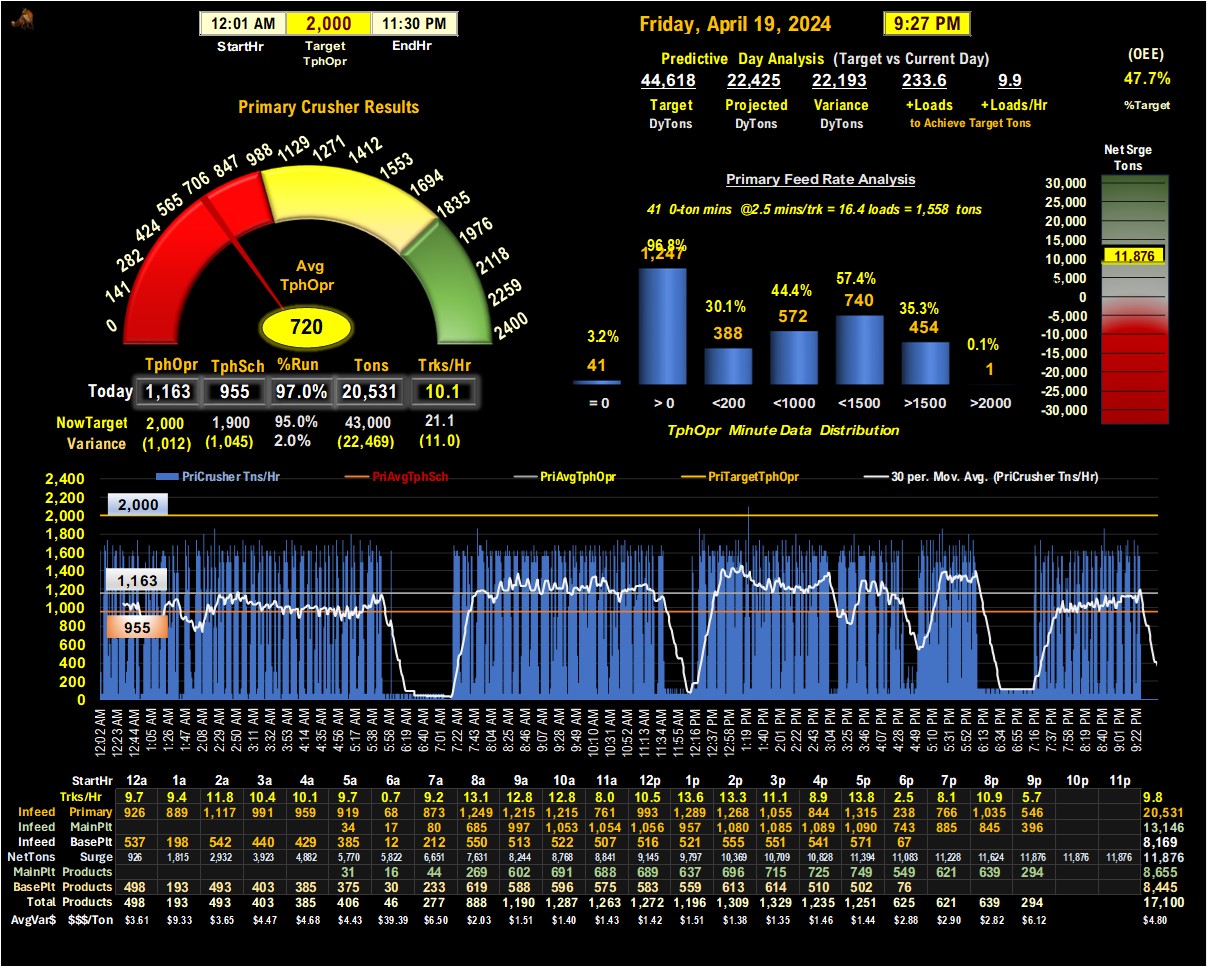 12:01 AM 2,000 11:30 PM
StartHr Target TphOpr EndHr
Friday, April 19, 2024 9:27 PM
Predictive Day Analysis (Target vs Current Day)
44,618 22,425 22,193 233.6 9.9
Target Projected Variance +Loads +Loads/Hr
DyTons DyTons DyTons to Achieve Target Tons
(OEE)
47.7%
%Target
Primary Crusher Results
0 141 282 424 565 706 847 988 1129 1271 1412 1553 1694 1835 1976 2118 2259 2400
Avg
TphOpr
720
TphOpr TphSch %Run Tons Trks/Hr
Today 1,163 955 97.0% 20,531 10.1
NowTarget 2,000 1,900 95.0% 43,000 21.1
Variance (1,012) (1,045) 2.0% (22,469) (11.0)
Primary Feed Rate Analysis
41 0-ton mins @2.5 mins/trk = 16.4 loads = 1,558 tons
3.2% 96.8% 30.1% 44.4% 57.4% 35.3% 0.1%
41 1,247 388 572 740 454 1
= 0 > 0 <200 <1000 <1500 >1500 >2000
TphOpr Minute Data Distribution
Net Srge
Tons
30,000
25,000
20,000
15,000
10,000
5,000
0
-5,000
-10,000
-15,000
-20,000
-25,000
-30,000
11,876
PriCrusher Tns/Hr PriAvgTphSch PriAvgTphOpr PriTargetTphOpr 30 per. Mov. Avg. (PriCrusher Tns/Hr)
2,400
2,200
2,000
1,800
1,600
1,400
1,200
1,000
800
600
400
200
0
2,000
1,163
955
12:02 AM 12:23 AM 12:44 AM 1:05 AM 1:26 AM 1:47 AM 2:08 AM 2:29 AM 2:50 AM 3:11 AM 3:32 AM 3:53 AM 4:14 AM 4:35 AM 4:56 AM 5:17 AM 5:37 AM 5:58 AM 6:19 AM 6:40 AM 7:01 AM 7:22 AM 7:43 AM 8:04 AM 8:25 AM 8:46 AM 9:07 AM 9:28 AM 9:49 AM 10:10 AM 10:31 AM 10:52 AM 11:13 AM 11:34 AM 11:55 AM 12:16 PM 12:37 PM 12:58 PM 1:19 PM 1:40 PM 2:01 PM 2:22 PM 2:43 PM 3:04 PM 3:25 PM 3:46 PM 4:07 PM 4:28 PM 4:49 PM 5:10 PM 5:31 PM 5:52 PM 6:13 PM 6:34 PM 6:55 PM 7:16 PM 7:37 PM 7:58 PM 8:19 PM 8:40 PM 9:01 PM 9:22 PM
StartHr 12a 1a 2a 3a 4a 5a 6a 7a 8a 9a 10a 11a 12p 1p 2p 3p 4p 5p 6p 7p 8p 9p 10p 11p
Trks/Hr 9.7 9.4 11.8 10.4 10.1 9.7 0.7 9.2 13.1 12.8 12.8 8.0 10.5 13.6 13.3 11.1 8.9 13.8 2.5 8.1 10.9 5.7 9.8
Infeed Primary 926 889 1,117 991 959 919 68 873 1,249 1,215 1,215 761 993 1,289 1,268 1,055 844 1,315 238 766 1,035 546 20,531
Infeed MainPlt 34 17 80 685 997 1,053 1,054 1,056 957 1,080 1,085 1,089 1,090 743 885 845 396 13,146
Infeed BasePlt 537 198 542 440 429 385 12 212 550 513 522 507 516 521 555 551 541 571 67 8,169
NetTons Surge 926 1,815 2,932 3,923 4,882 5,770 5,822 6,651 7,631 8,244 8,768 8,841 9,145 9,797 10,369 10,709 10,828 11,394 11,083 11,228 11,624 11,876 11,876 11,876 11,876
MainPlt Products 31 16 44 269 602 691 688 689 637 696 715 725 749 549 621 639 294 8,655
BasePlt Products 498 193 493 403 385 375 30 233 619 588 596 575 583 559 613 614 510 502 76 8,445
Total Products 498 193 493 403 385 406 46 277 888 1,190 1,287 1,263 1,272 1,196 1,309 1,329 1,235 1,251 625 621 639 294 17,100
AvgVar$ $$$/Ton $3.61 $9.33 $3.65 $4.47 $4.68 $4.43 $39.39 $6.50 $2.03 $1.51 $1.40 $1.43 $1.42 $1.51 $1.38 $1.35 $1.46 $1.44 $2.88 $2.90 $2.82 $6.12 $4.80